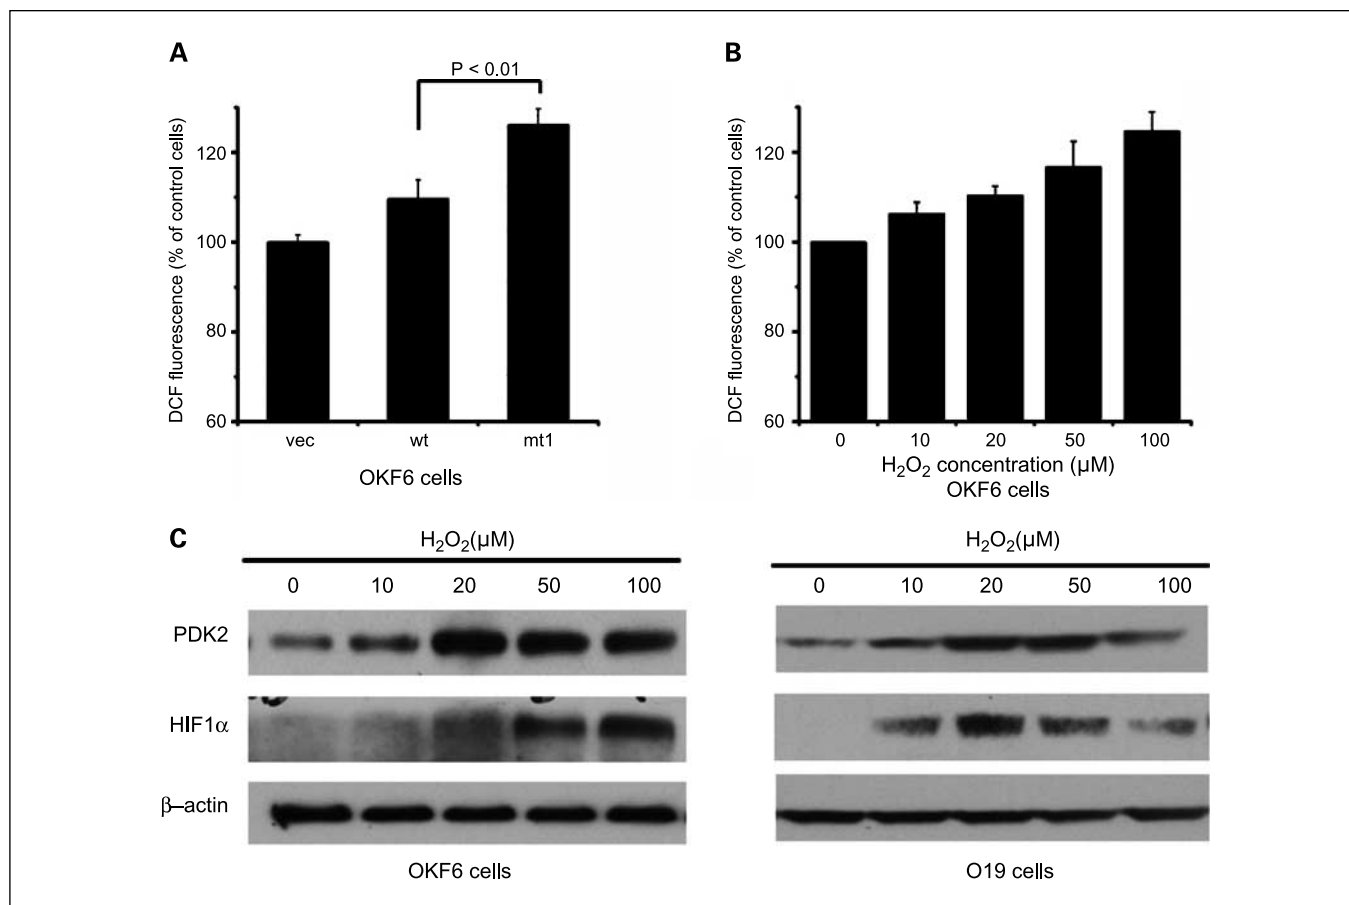 A
P < 0.01
DCF fluorescence (% of control cells)
120
100
80
60
vec wt mt1
OKF6 cells
B
DCF fluorescence (% of control cells)
120
100
80
60
0 10 20 50 100
H₂O₂ concentration (µM)
OKF6 cells
C
H₂O₂(µM)
0 10 20 50 100
PDK2
HIF1α
β–actin
OKF6 cells
H₂O₂(µM)
0 10 20 50 100
O19 cells